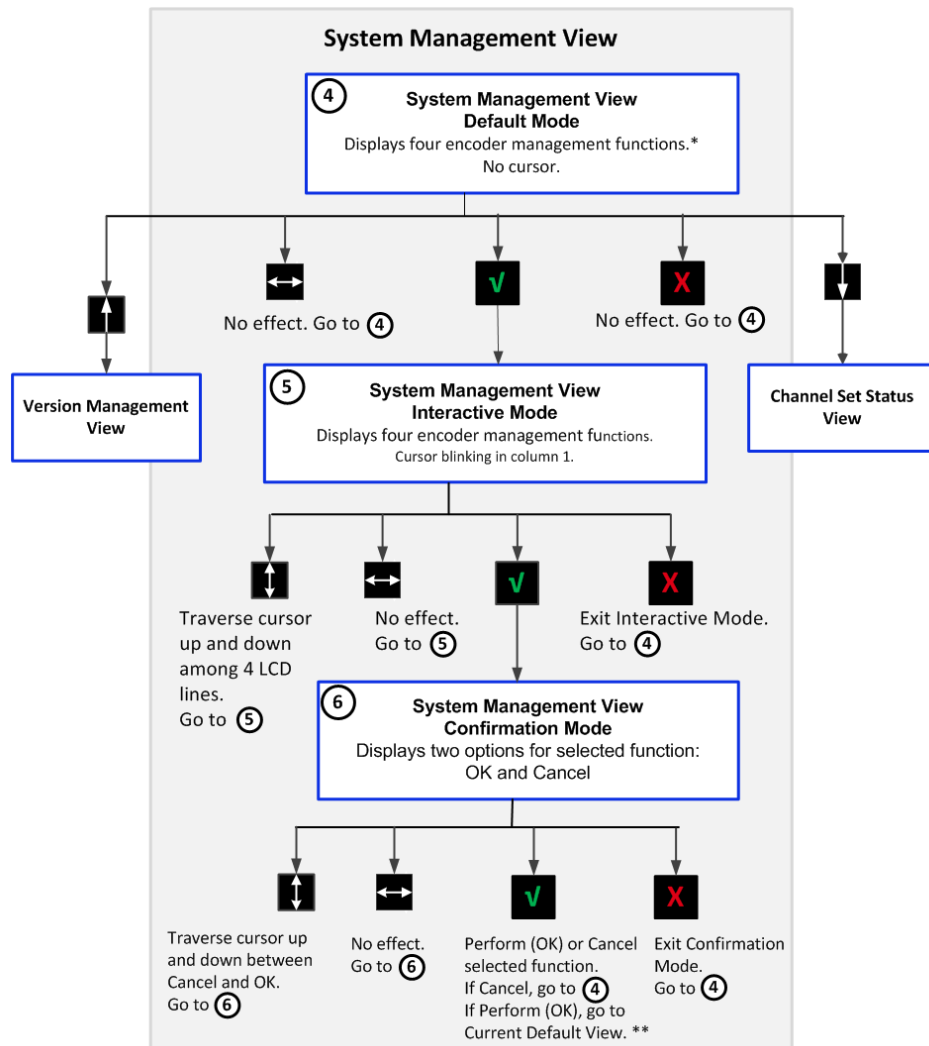 System Management View
4
System Management View
Default Mode
Displays four encoder management functions.*
No cursor.
√
X
No effect. Go to 4
No effect. Go to 4
Version Management
View
5
System Management View
Interactive Mode
Displays four encoder management functions.
Cursor blinking in column 1.
Channel Set Status
View
√
X
Traverse cursor
up and down
among 4 LCD
lines.
Go to 5
No effect.
Go to 5
Exit Interactive Mode.
Go to 4
6
System Management View
Confirmation Mode
Displays two options for selected function:
OK and Cancel
√
X
Traverse cursor up
and down between
Cancel and OK.
Go to 6
No effect.
Go to 6
Perform (OK) or Cancel
selected function.
If Cancel, go to 4
If Perform (OK), go to
Current Default View. **
Exit Confirmation
Mode.
Go to 4